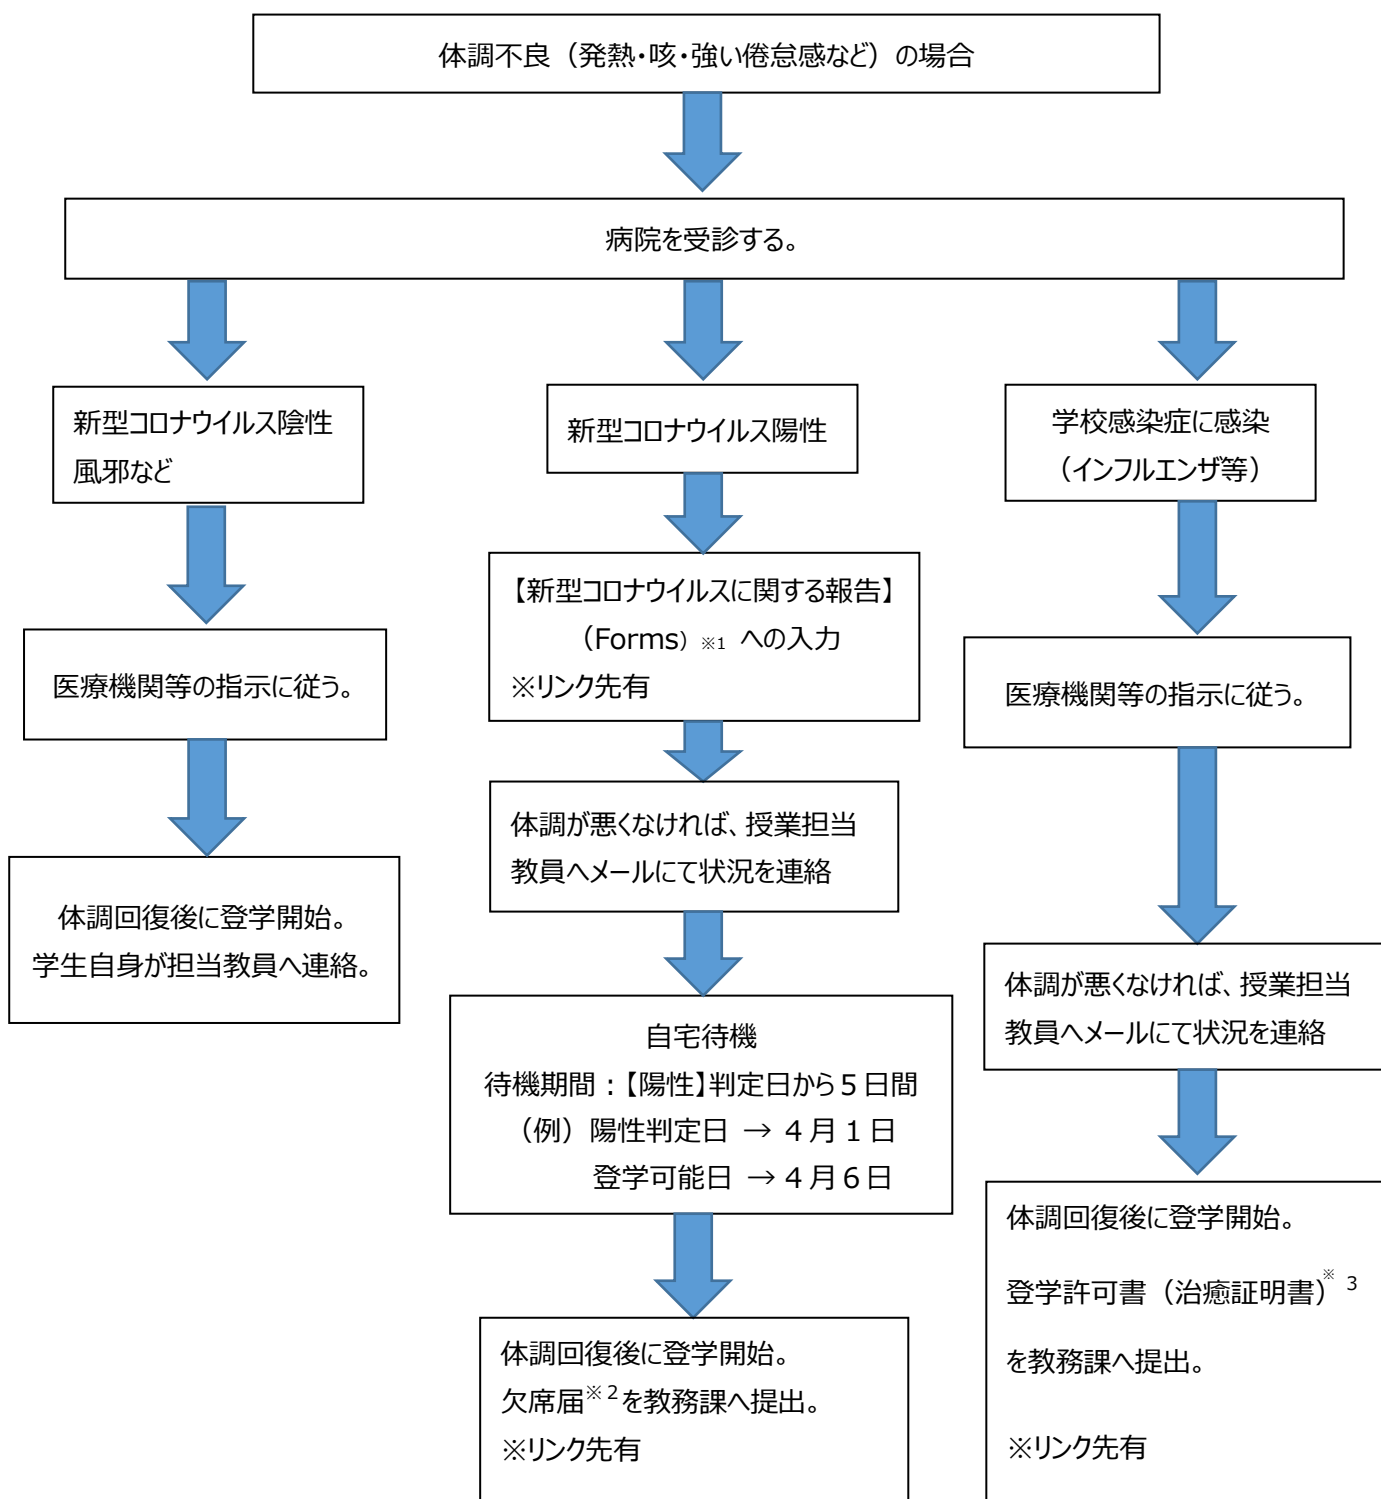 体調不良（発熱・咳・強い倦怠感など）の場合
病院を受診する。
新型コロナウイルス陰性
風邪など
医療機関等の指示に従う。
体調回復後に登学開始。
学生自身が担当教員へ連絡。
新型コロナウイルス陽性
【新型コロナウイルスに関する報告】
（Forms）※1 への入力
※リンク先有
体調が悪くなければ、授業担当
教員へメールにて状況を連絡
自宅待機
待機期間：【陽性】判定日から５日間
（例）陽性判定日 → ４月１日
登学可能日 → ４月６日
体調回復後に登学開始。
欠席届※２を教務課へ提出。
※リンク先有
学校感染症に感染
（インフルエンザ等）
医療機関等の指示に従う。
体調が悪くなければ、授業担当
教員へメールにて状況を連絡
体調回復後に登学開始。
登学許可書（治癒証明書）※３
を教務課へ提出。
※リンク先有